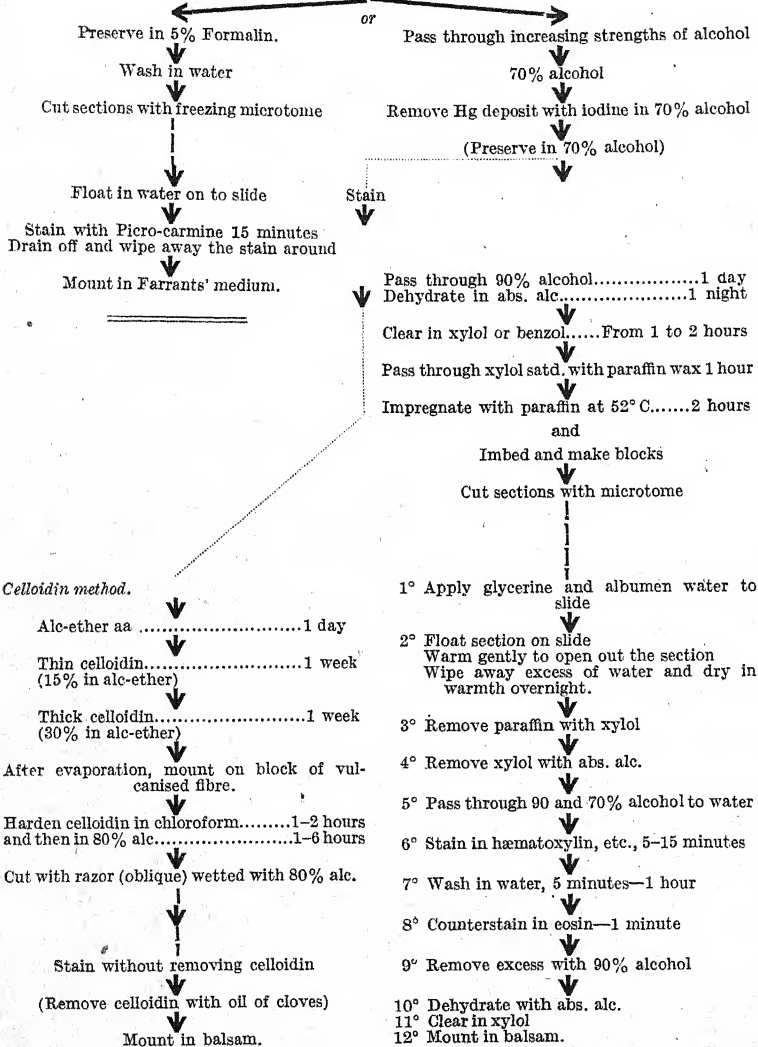 or
Preserve in 5% Formalin.
Wash in water
Cut sections with freezing microtome
Float in water on to slide
Stain with Picro-carmine 15 minutes
Drain off and wipe away the stain around
Mount in Farrants' medium.
Pass through increasing strengths of alcohol
70% alcohol
Remove Hg deposit with iodine in 70% alcohol
(Preserve in 70% alcohol)
Stain
Pass through 90% alcohol..................1 day
Dehydrate in abs. alc......................1 night
Clear in xylol or benzol......From 1 to 2 hours
Pass through xylol satd. with paraffin wax 1 hour
Impregnate with paraffin at 52° C.......2 hours
and
Imbed and make blocks
Cut sections with microtome
1° Apply glycerine and albumen water to
slide
2° Float section on slide
Warm gently to open out the section
Wipe away excess of water and dry in
warmth overnight.
3° Remove paraffin with xylol
4° Remove xylol with abs. alc.
5° Pass through 90 and 70% alcohol to water
6° Stain in hæmatoxylin, etc., 5–15 minutes
7° Wash in water, 5 minutes—1 hour
8° Counterstain in eosin—1 minute
9° Remove excess with 90% alcohol
10° Dehydrate with abs. alc.
11° Clear in xylol
12° Mount in balsam.
Celloidin method.
Alc-ether aa ............................1 day
Thin celloidin...........................1 week
(15% in alc-ether)
Thick celloidin..........................1 week
(30% in alc-ether)
After evaporation, mount on block of vul-
canised fibre.
Harden celloidin in chloroform.........1–2 hours
and then in 80% alc.......................1–6 hours
Cut with razor (oblique) wetted with 80% alc.
Stain without removing celloidin
(Remove celloidin with oil of cloves)
Mount in balsam.